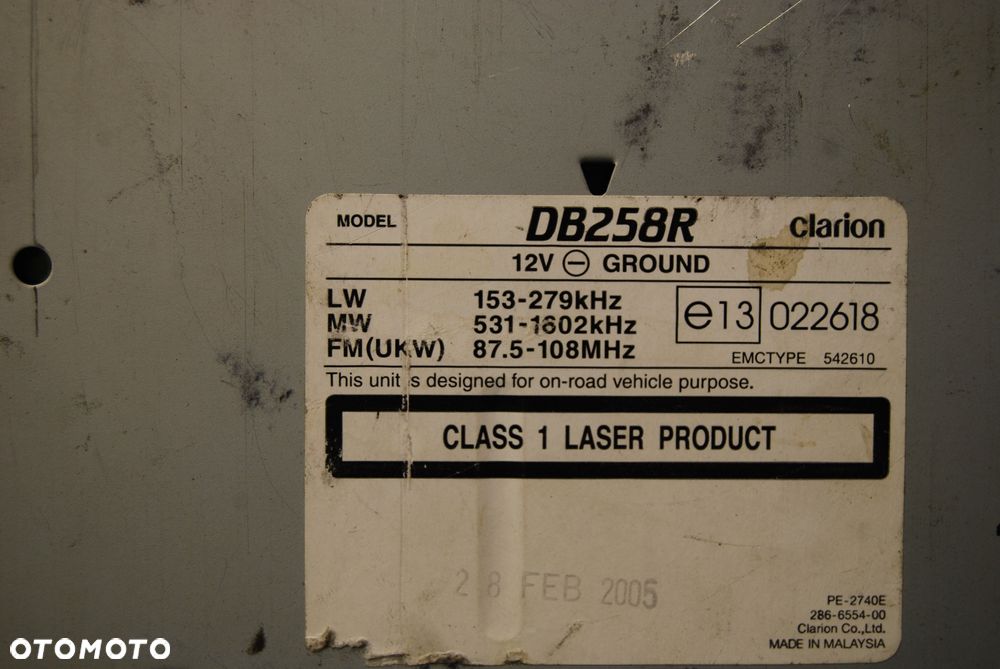 MODEL DB258R clarion
12V ⊖ GROUND
LW 153-279kHz
MW 531-1602kHz
FM(UKW) 87.5-108MHz
e13 022618
EMCTYPE 542610
This unit is designed for on-road vehicle purpose.
CLASS 1 LASER PRODUCT
28 FEB 2005
PE-2740E
286-6554-00
Clarion Co.,Ltd.
MADE IN MALAYSIA
OTOMOTO